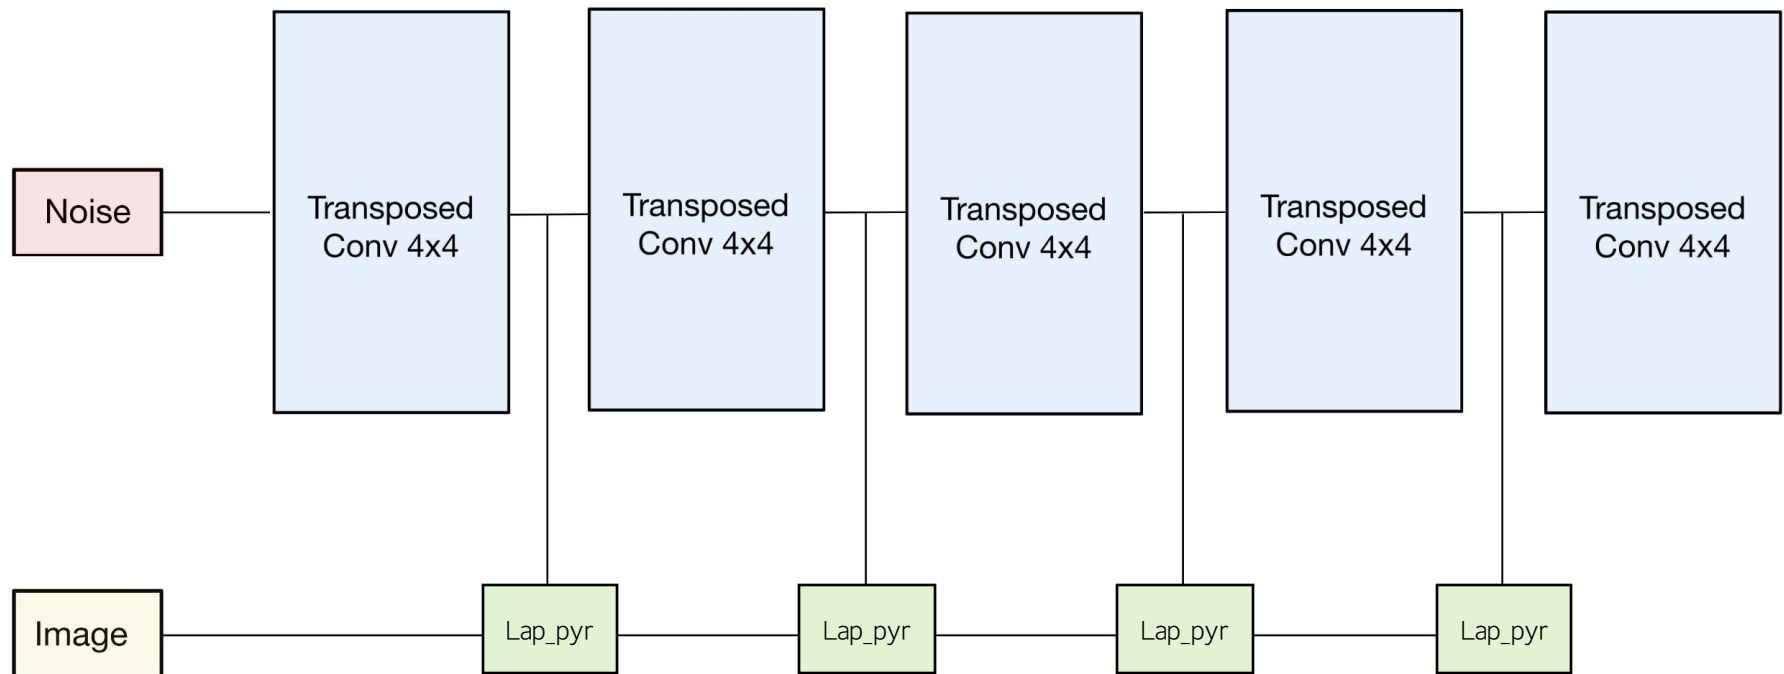 Noise
Transposed
Conv 4x4
Transposed
Conv 4x4
Transposed
Conv 4x4
Transposed
Conv 4x4
Transposed
Conv 4x4
Image
Lap_pyr
Lap_pyr
Lap_pyr
Lap_pyr